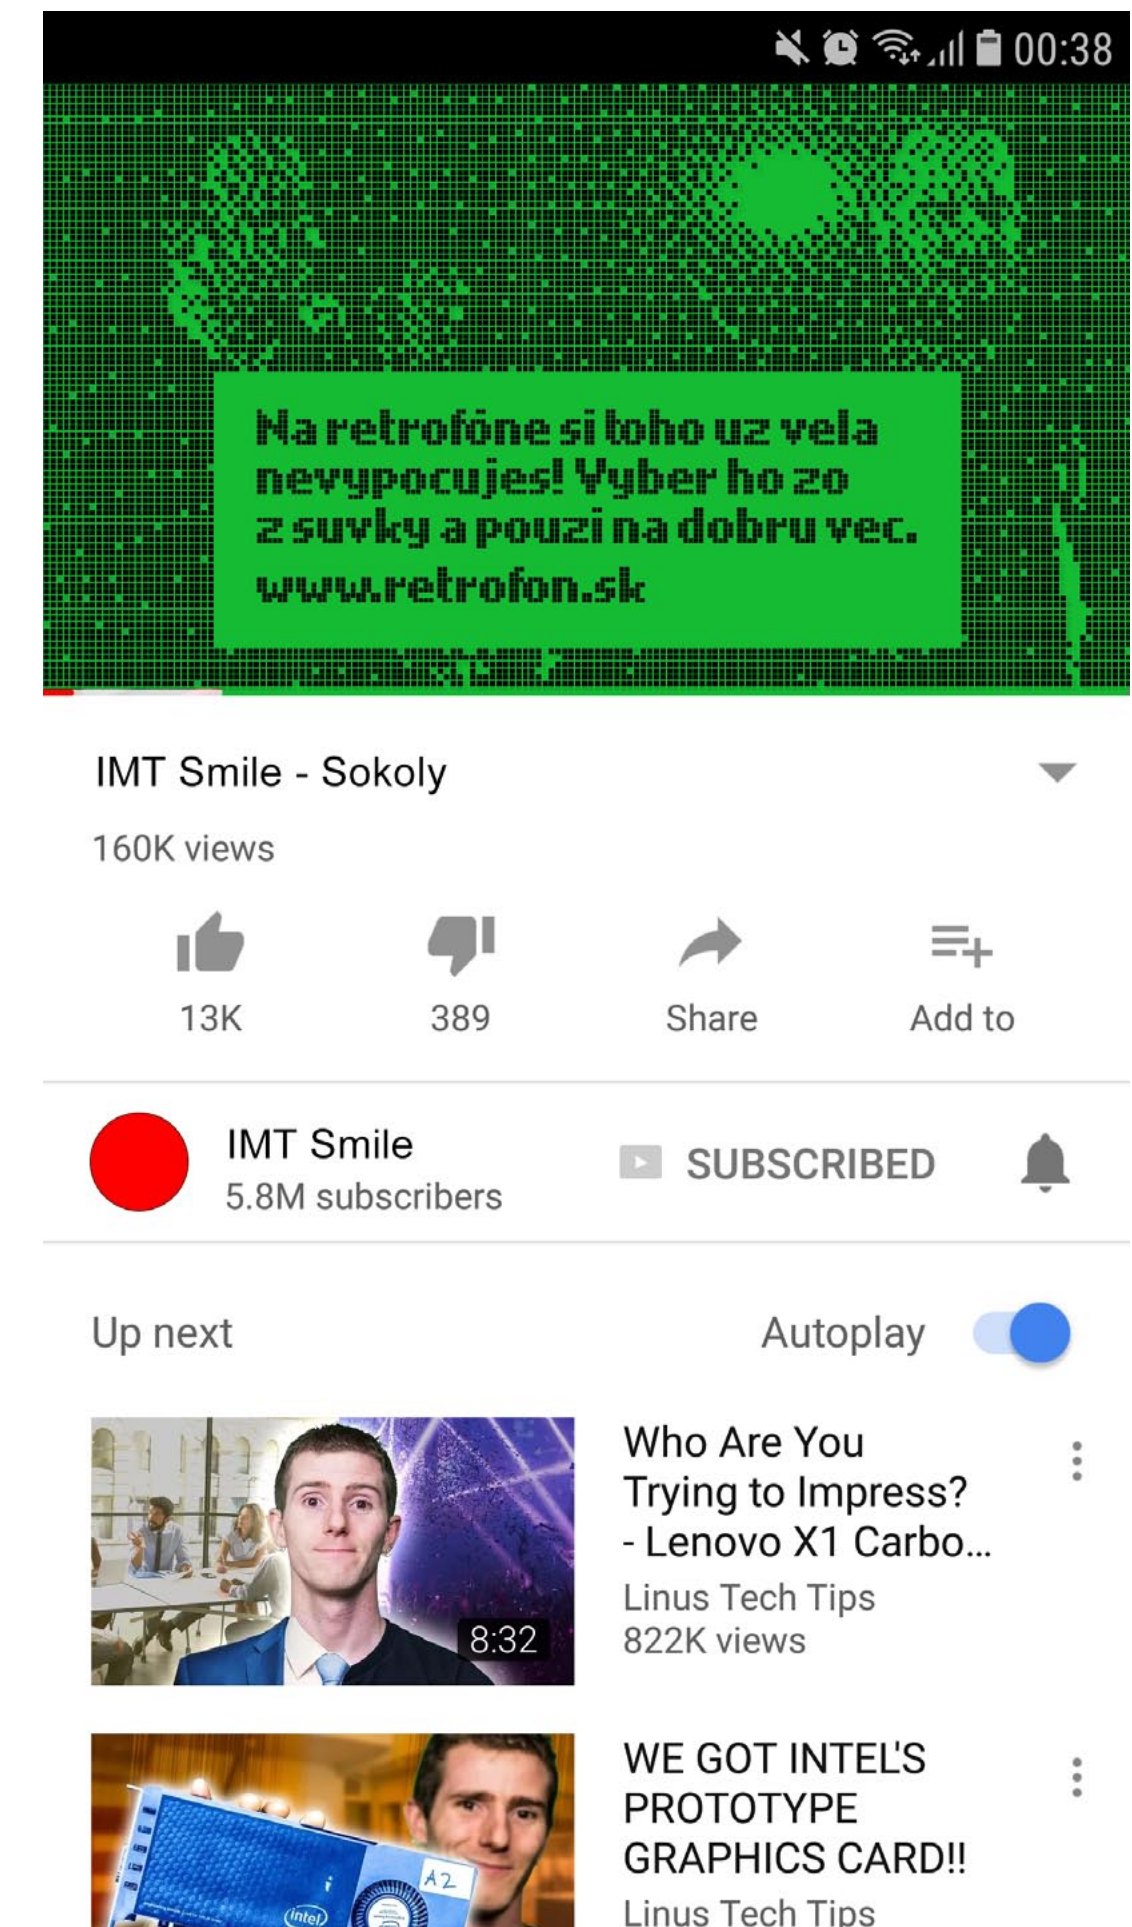 00:38
Na retrofóne si toho uz vela
nevypocujes! Vyber ho zo
z suvky a pouzi na dobru vec.
www.retrofon.sk
IMT Smile - Sokoly
160K views
13K 389 Share Add to
IMT Smile
5.8M subscribers
SUBSCRIBED
Up next Autoplay
8:32
Who Are You
Trying to Impress?
- Lenovo X1 Carbo...
Linus Tech Tips
822K views
A2
intel
WE GOT INTEL'S
PROTOTYPE
GRAPHICS CARD!!
Linus Tech Tips